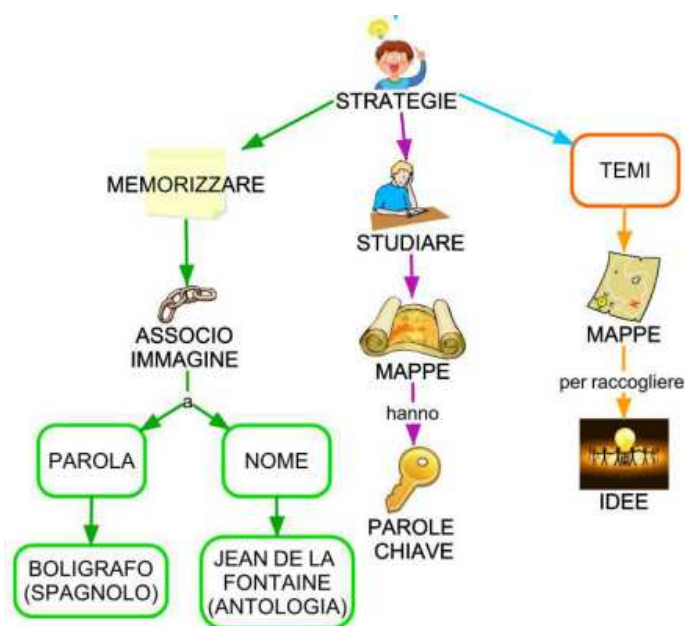 STRATEGIE
MEMORIZZARE
STUDIARE
TEMI
ASSOCIO
IMMAGINE
MAPPE
MAPPE
a
hanno
per raccogliere
PAROLA
NOME
PAROLE
CHIAVE
IDEE
BOLIGRAFO
(SPAGNOLO)
JEAN DE LA
FONTAINE
(ANTOLOGIA)